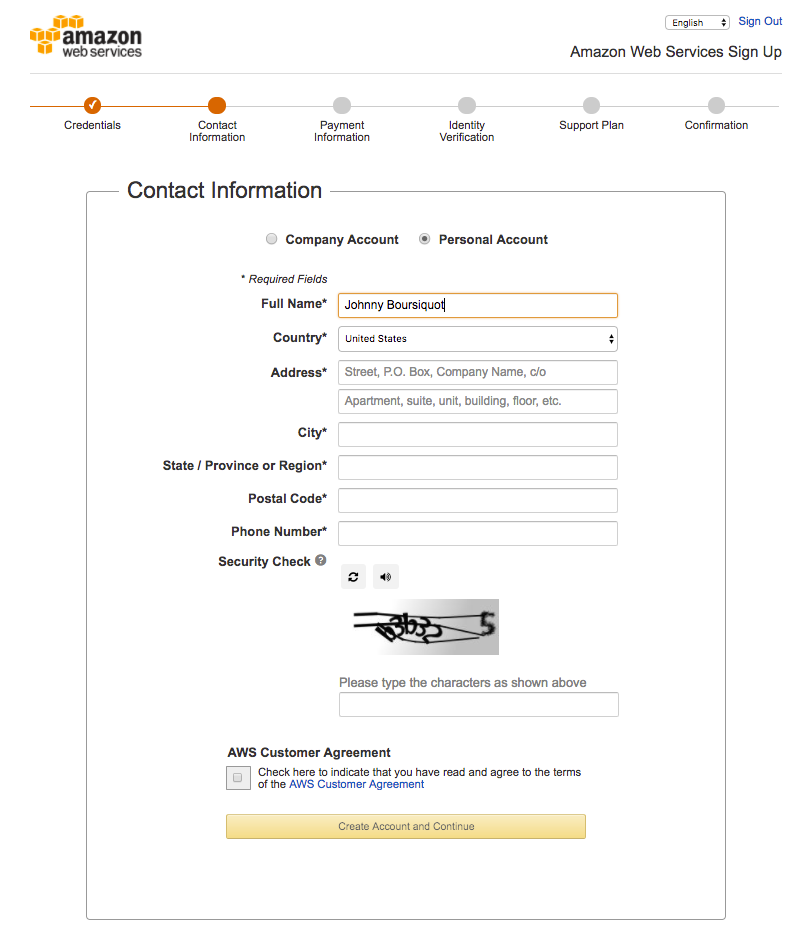 amazon
web services
English
Sign Out
Amazon Web Services Sign Up
Credentials
Contact
Information
Payment
Information
Identity
Verification
Support Plan
Confirmation
Contact Information
Company Account
Personal Account
* Required Fields
Full Name*
Johnny Boursiquot
Country*
United States
Address*
Street, P.O. Box, Company Name, c/o
Apartment, suite, unit, building, floor, etc.
City*
State / Province or Region*
Postal Code*
Phone Number*
Security Check ?
Please type the characters as shown above
AWS Customer Agreement
Check here to indicate that you have read and agree to the terms
of the AWS Customer Agreement
Create Account and Continue